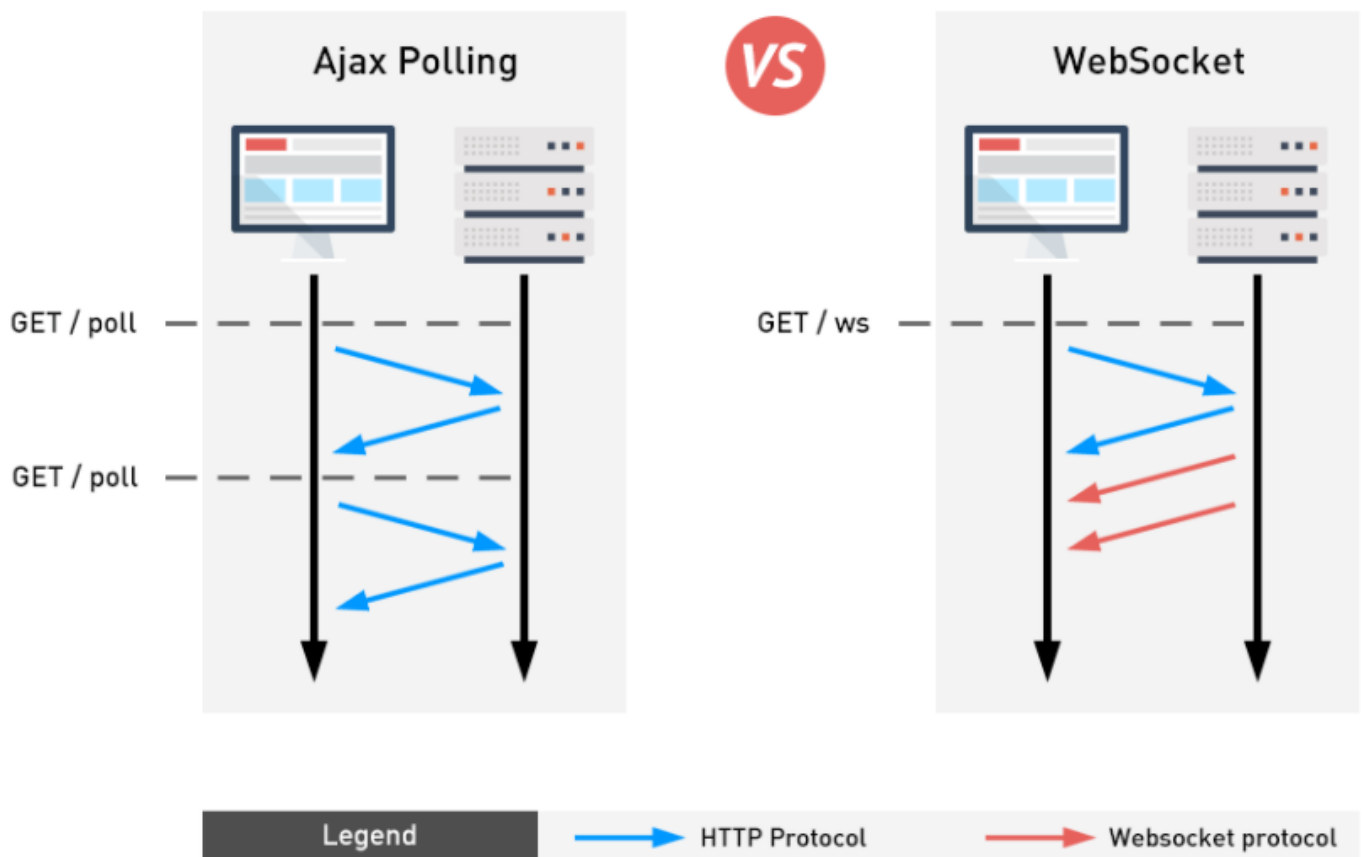 Ajax Polling
VS
WebSocket
GET / poll
GET / ws
GET / poll
Legend
HTTP Protocol
Websocket protocol